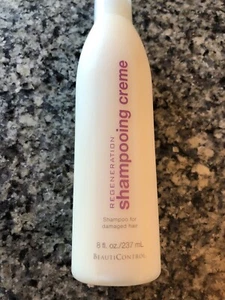 REGENERATION
shampooing creme
Shampoo for
damaged hair
8 fl. oz./237 mL
BEAUTICONTROL